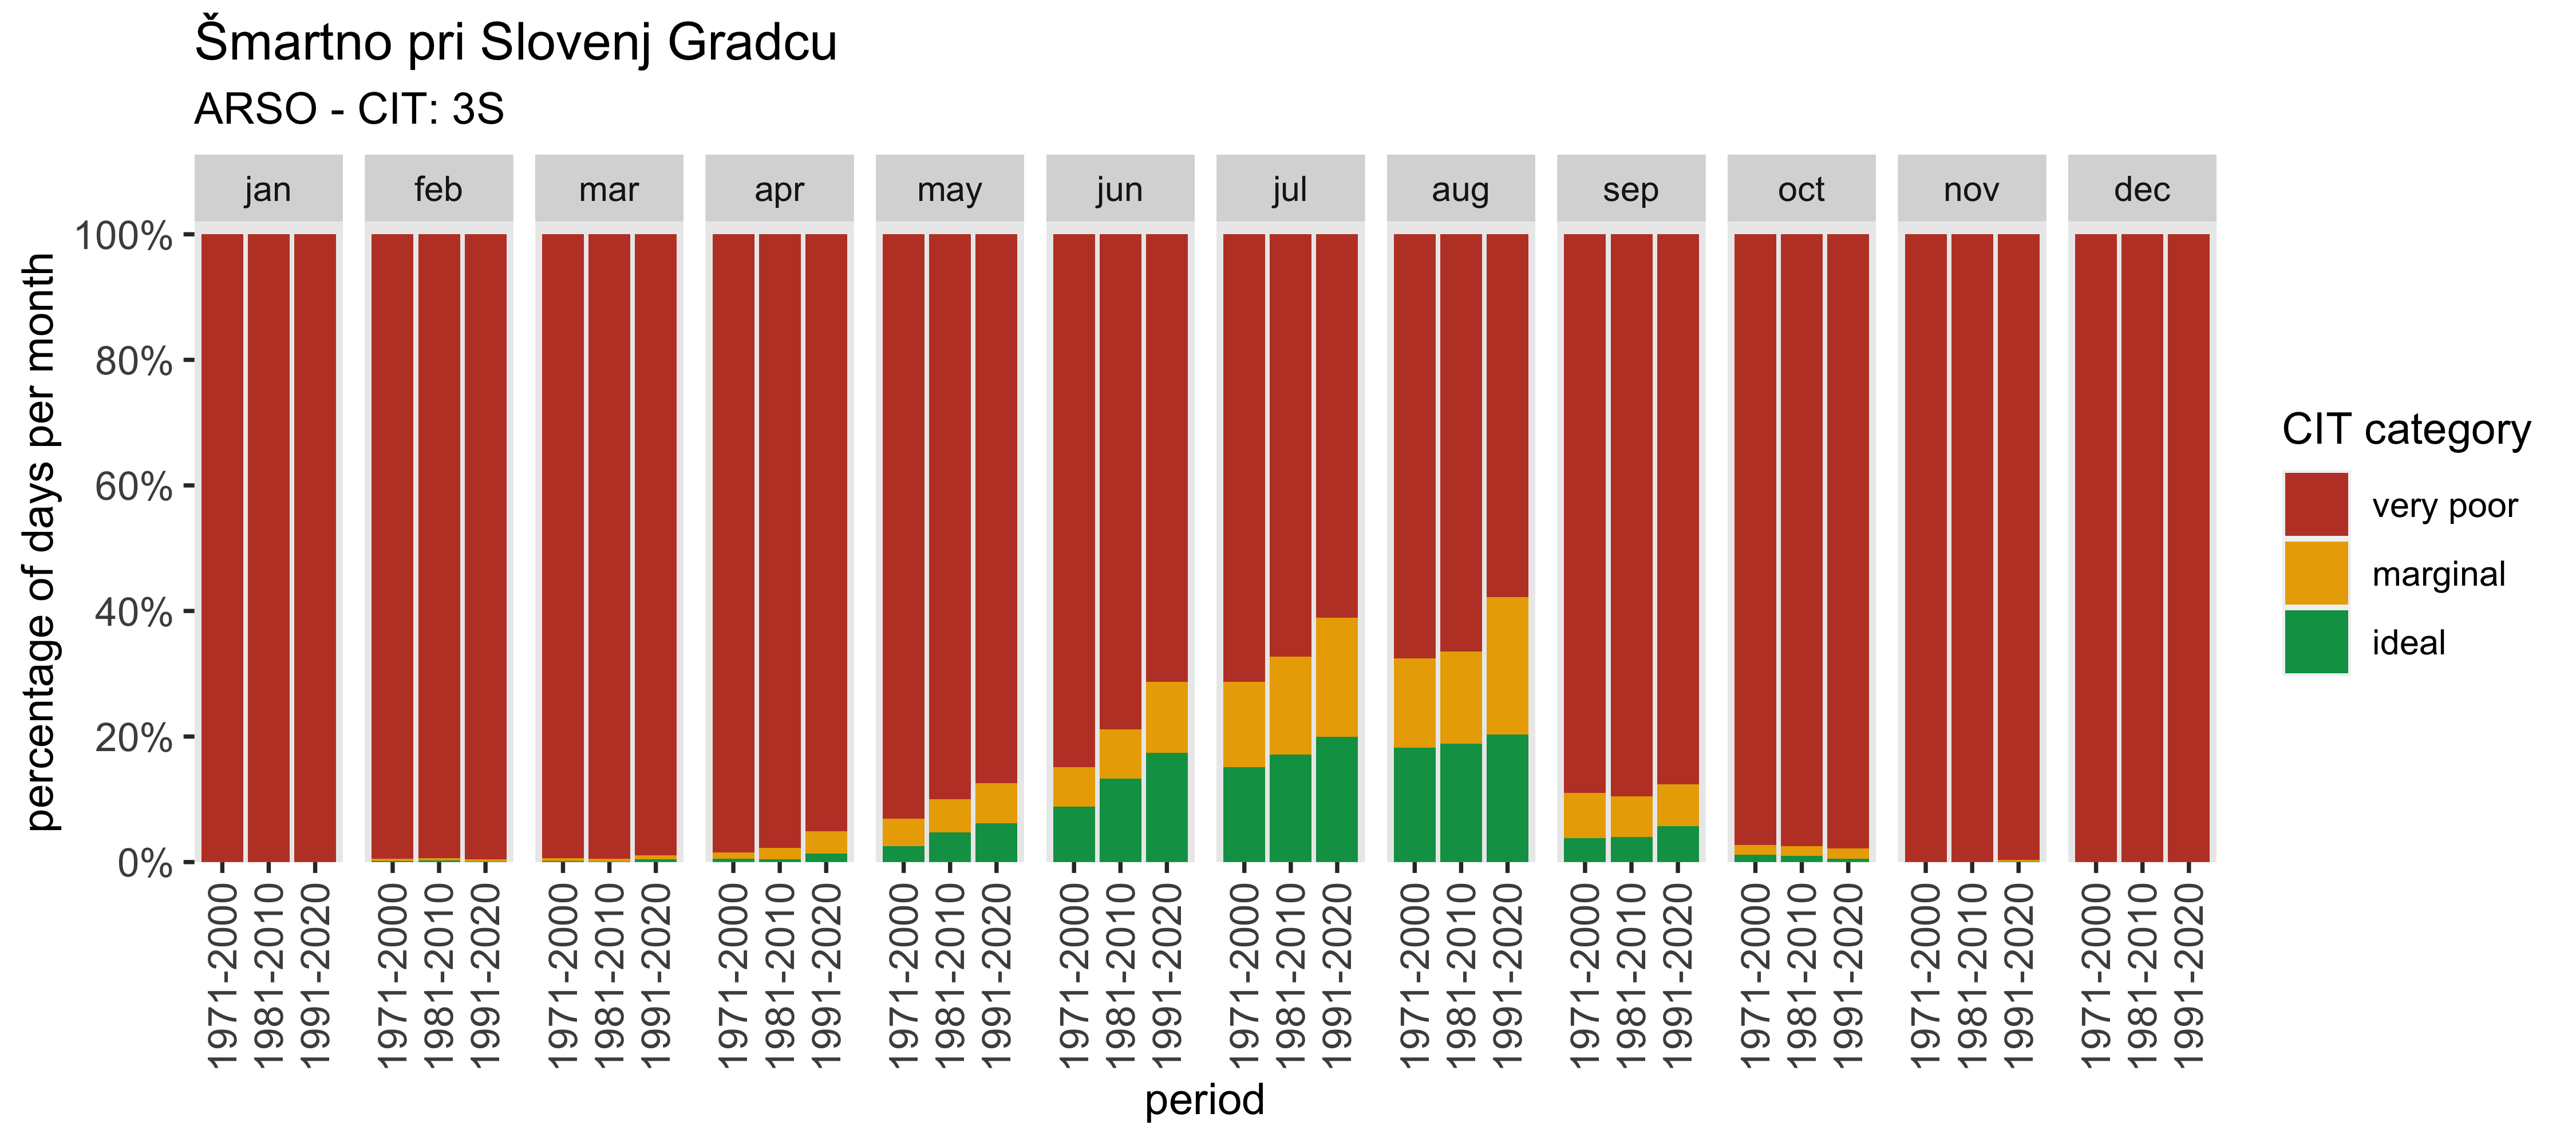 Šmartno pri Slovenj Gradcu
ARSO - CIT: 3S
jan feb mar apr may jun jul aug sep oct nov dec
percentage of days per month
100%
80%
60%
40%
20%
0%
1971-2000 1981-2010 1991-2020 1971-2000 1981-2010 1991-2020 1971-2000 1981-2010 1991-2020 1971-2000 1981-2010 1991-2020 1971-2000 1981-2010 1991-2020 1971-2000 1981-2010 1991-2020 1971-2000 1981-2010 1991-2020 1971-2000 1981-2010 1991-2020 1971-2000 1981-2010 1991-2020 1971-2000 1981-2010 1991-2020 1971-2000 1981-2010 1991-2020 1971-2000 1981-2010 1991-2020
period
CIT category
very poor
marginal
ideal